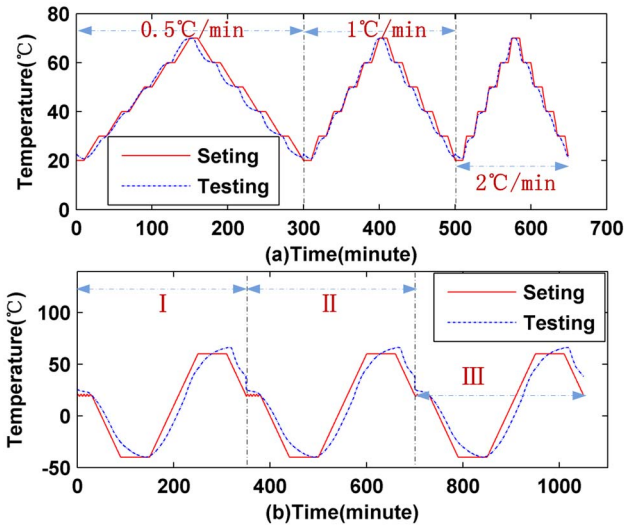 0.5℃/min 1℃/min
2℃/min
Temperature(℃)
80
60
40
20
0
Seting
Testing
0 100 200 300 400 500 600 700
(a)Time(minute)
I II
III
Temperature(℃)
100
50
0
-50
Seting
Testing
0 200 400 600 800 1000
(b)Time(minute)